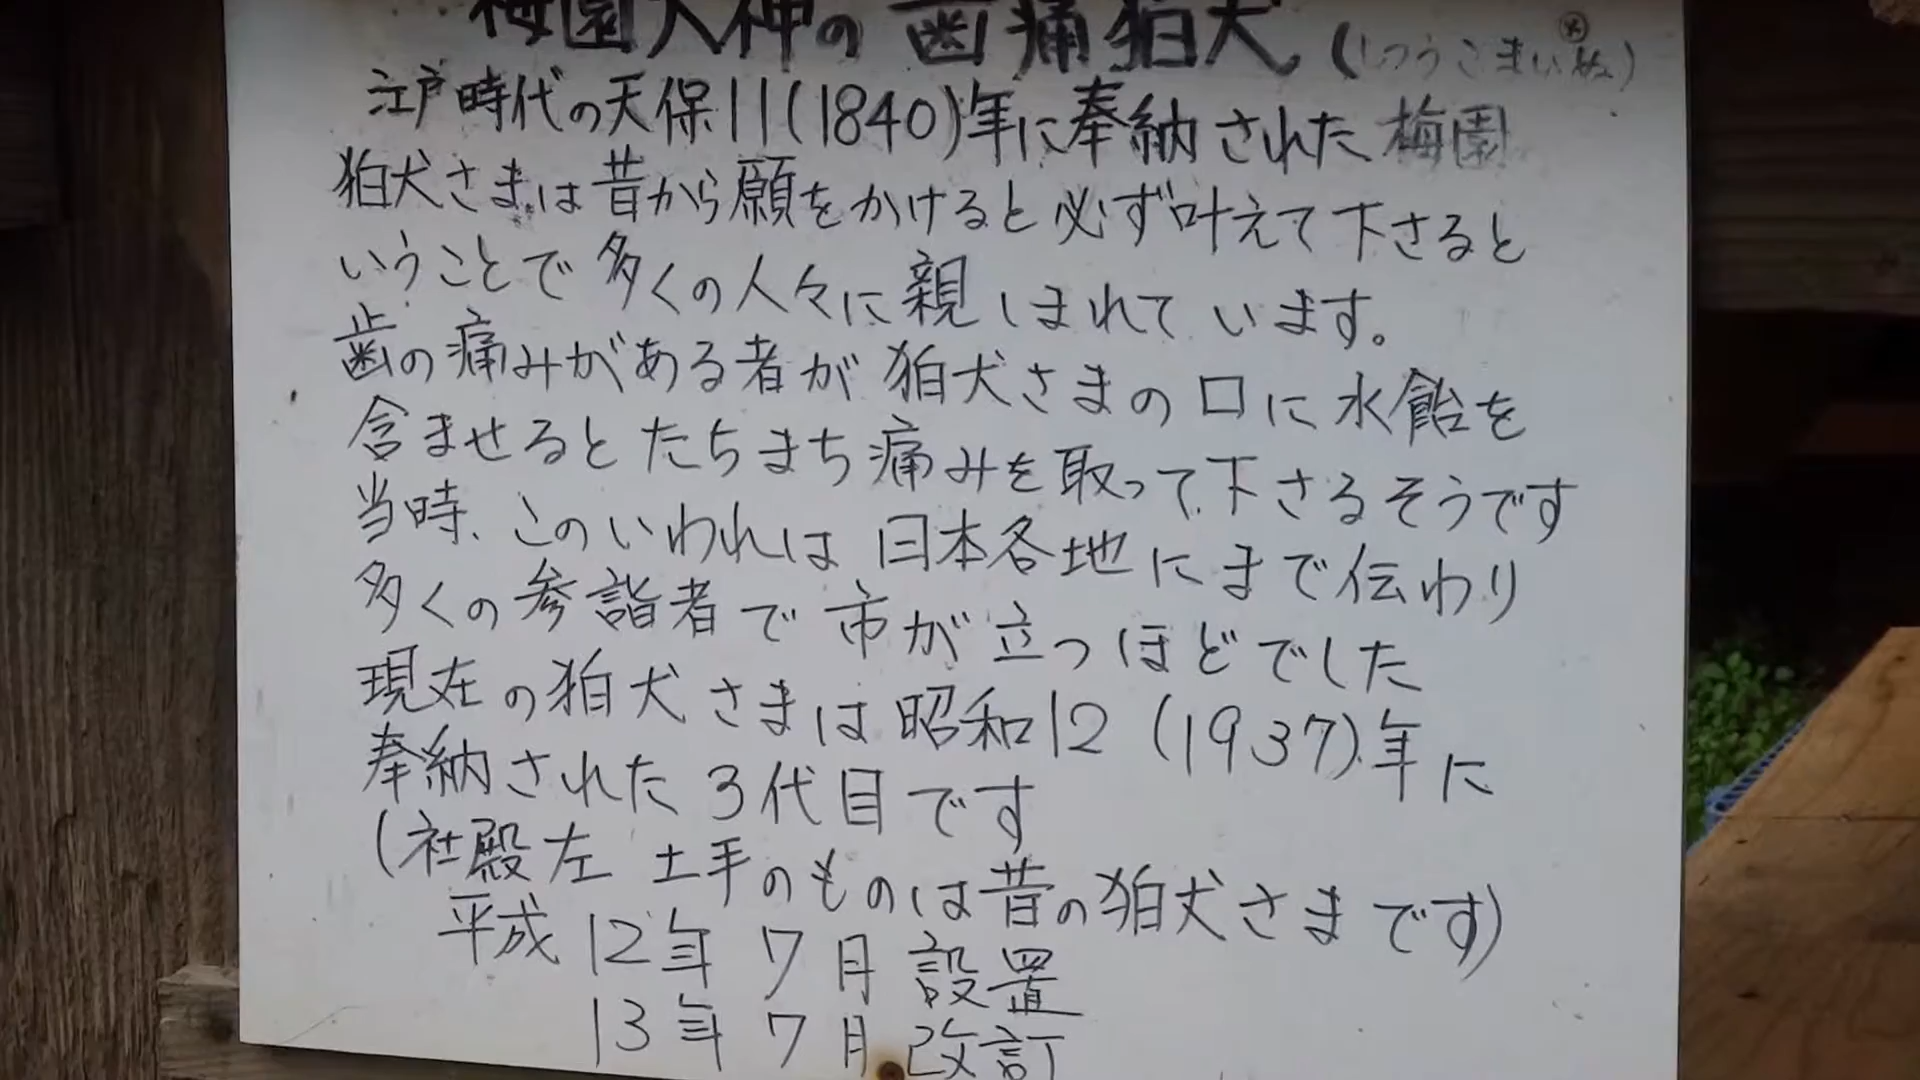 梅園天神の歯痛狛犬 (しつうこまいぬ)
江戸時代の天保11(1840)年に奉納された梅園
狛犬さまは昔から願をかけると必ず叶えて下さると
いうことで多くの人々に親しまれています。
歯の痛みがある者が狛犬さまの口に水飴を
含ませるとたちまち痛みを取って下さるそうです
当時、このいわれは日本各地にまで伝わり
多くの参詣者で市が立つほどでした
現在の狛犬さまは昭和12(1937)年に
奉納された3代目です
(社殿左 土手のものは昔の狛犬さまです)
平成12年7月設置
13年7月改訂